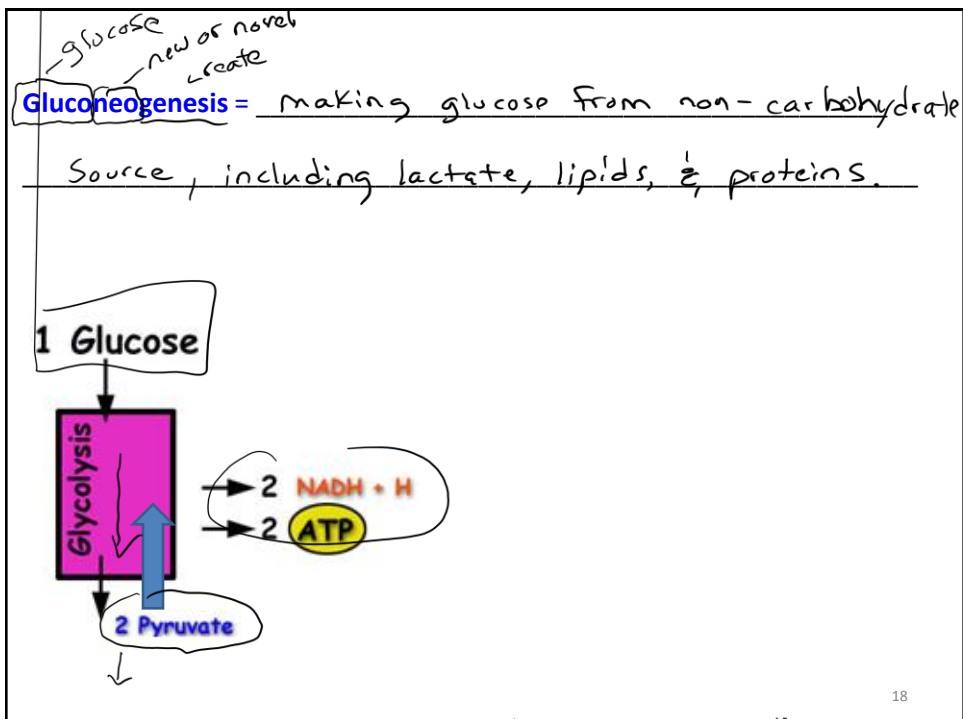 glucose
new or novel
create
Gluconeogenesis = making glucose from non-carbohydrate
source, including lactate, lipids, & proteins.
1 Glucose
Glycolysis
2 NADH + H
2 ATP
2 Pyruvate
18